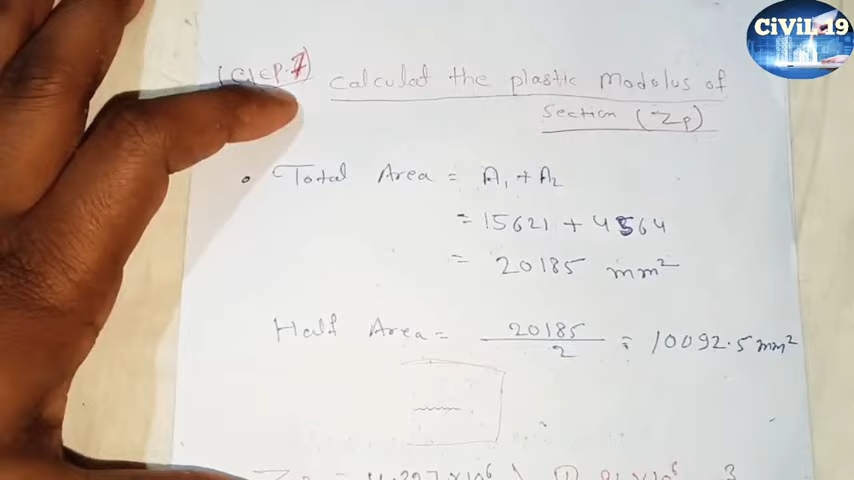 CiViL 19
Step-7
Calculat the plastic Modolus of
Section (Zp)
• Total Area = A₁ + A₂
= 15621 + 4564
= 20185 mm²
Half Area = 20185/2 = 10092.5 mm²